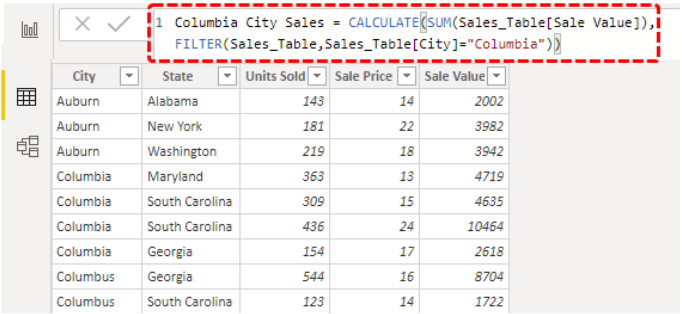 1 Columbia City Sales = CALCULATE(SUM(Sales_Table[Sale Value]),
FILTER(Sales_Table,Sales_Table[City]="Columbia"))
City State Units Sold Sale Price Sale Value
Auburn Alabama 143 14 2002
Auburn New York 181 22 3982
Auburn Washington 219 18 3942
Columbia Maryland 363 13 4719
Columbia South Carolina 309 15 4635
Columbia South Carolina 436 24 10464
Columbia Georgia 154 17 2618
Columbus Georgia 544 16 8704
Columbus South Carolina 123 14 1722